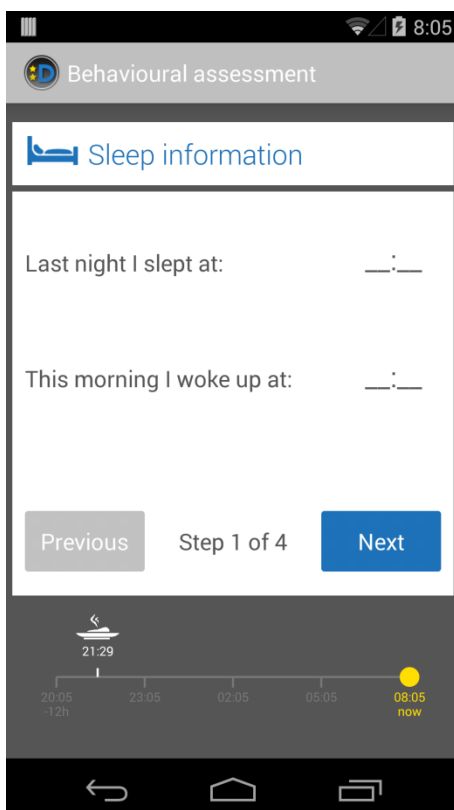 8:05
Behavioural assessment
Sleep information
Last night I slept at: __:__
This morning I woke up at: __:__
Previous Step 1 of 4 Next
21:29
20:05 23:05 02:05 05:05 08:05
-12h now